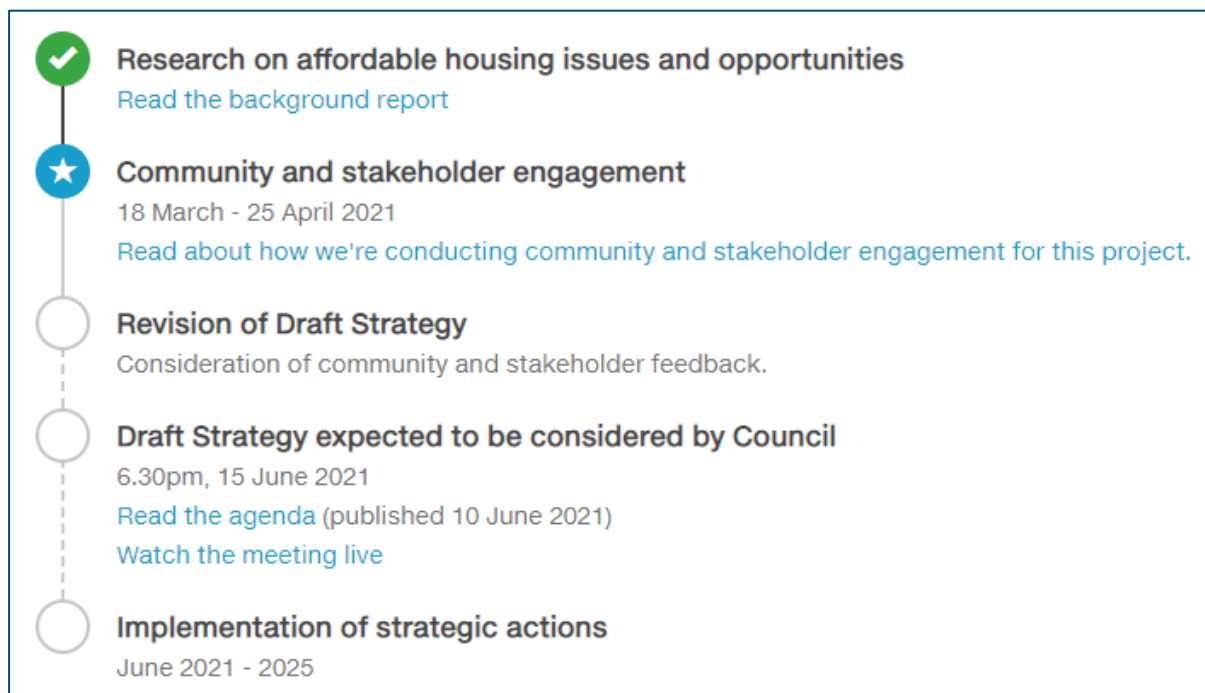 Research on affordable housing issues and opportunities
Read the background report
Community and stakeholder engagement
18 March - 25 April 2021
Read about how we're conducting community and stakeholder engagement for this project.
Revision of Draft Strategy
Consideration of community and stakeholder feedback.
Draft Strategy expected to be considered by Council
6.30pm, 15 June 2021
Read the agenda (published 10 June 2021)
Watch the meeting live
Implementation of strategic actions
June 2021 - 2025